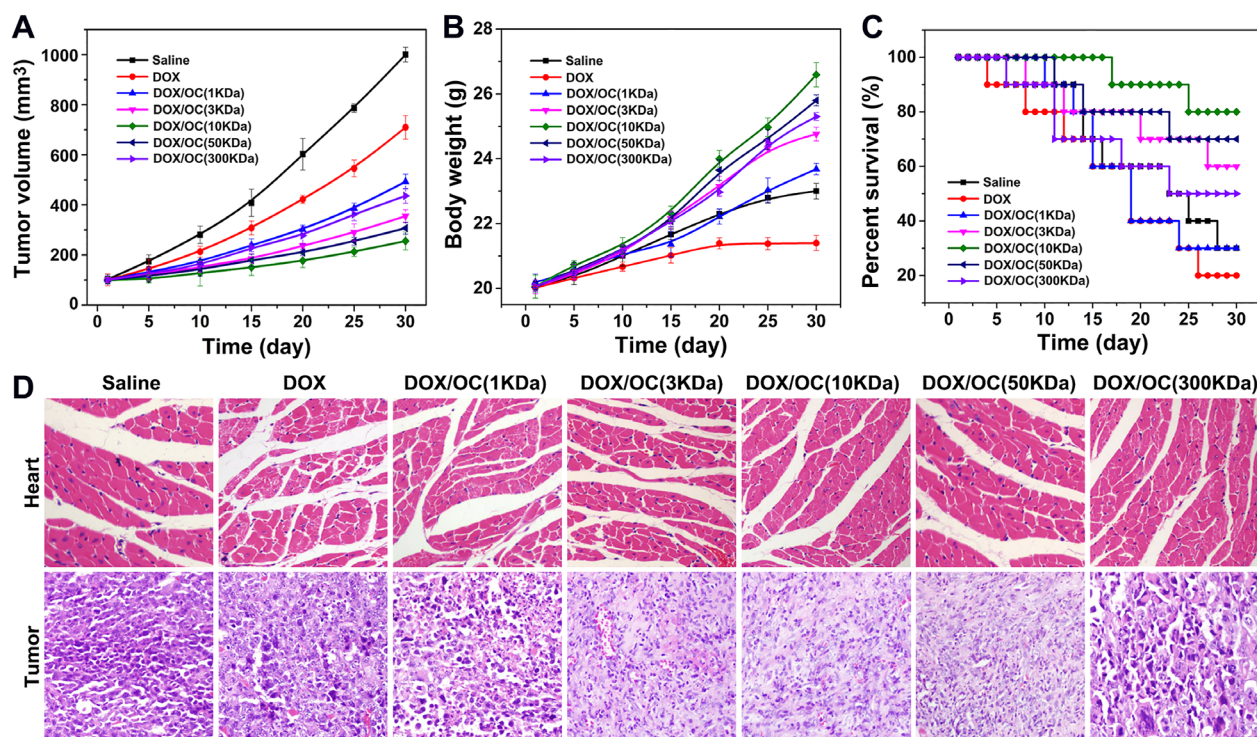 A
Tumor volume (mm³)
1000
800
600
400
200
0
Saline
DOX
DOX/OC(1KDa)
DOX/OC(3KDa)
DOX/OC(10KDa)
DOX/OC(50KDa)
DOX/OC(300KDa)
0 5 10 15 20 25 30
Time (day)
B
Body weight (g)
28
26
24
22
20
Saline
DOX
DOX/OC(1KDa)
DOX/OC(3KDa)
DOX/OC(10KDa)
DOX/OC(50KDa)
DOX/OC(300KDa)
0 5 10 15 20 25 30
Time (day)
C
Percent survival (%)
100
80
60
40
20
Saline
DOX
DOX/OC(1KDa)
DOX/OC(3KDa)
DOX/OC(10KDa)
DOX/OC(50KDa)
DOX/OC(300KDa)
0 5 10 15 20 25 30
Time (day)
D
Saline DOX DOX/OC(1KDa) DOX/OC(3KDa) DOX/OC(10KDa) DOX/OC(50KDa) DOX/OC(300KDa)
Heart
Tumor